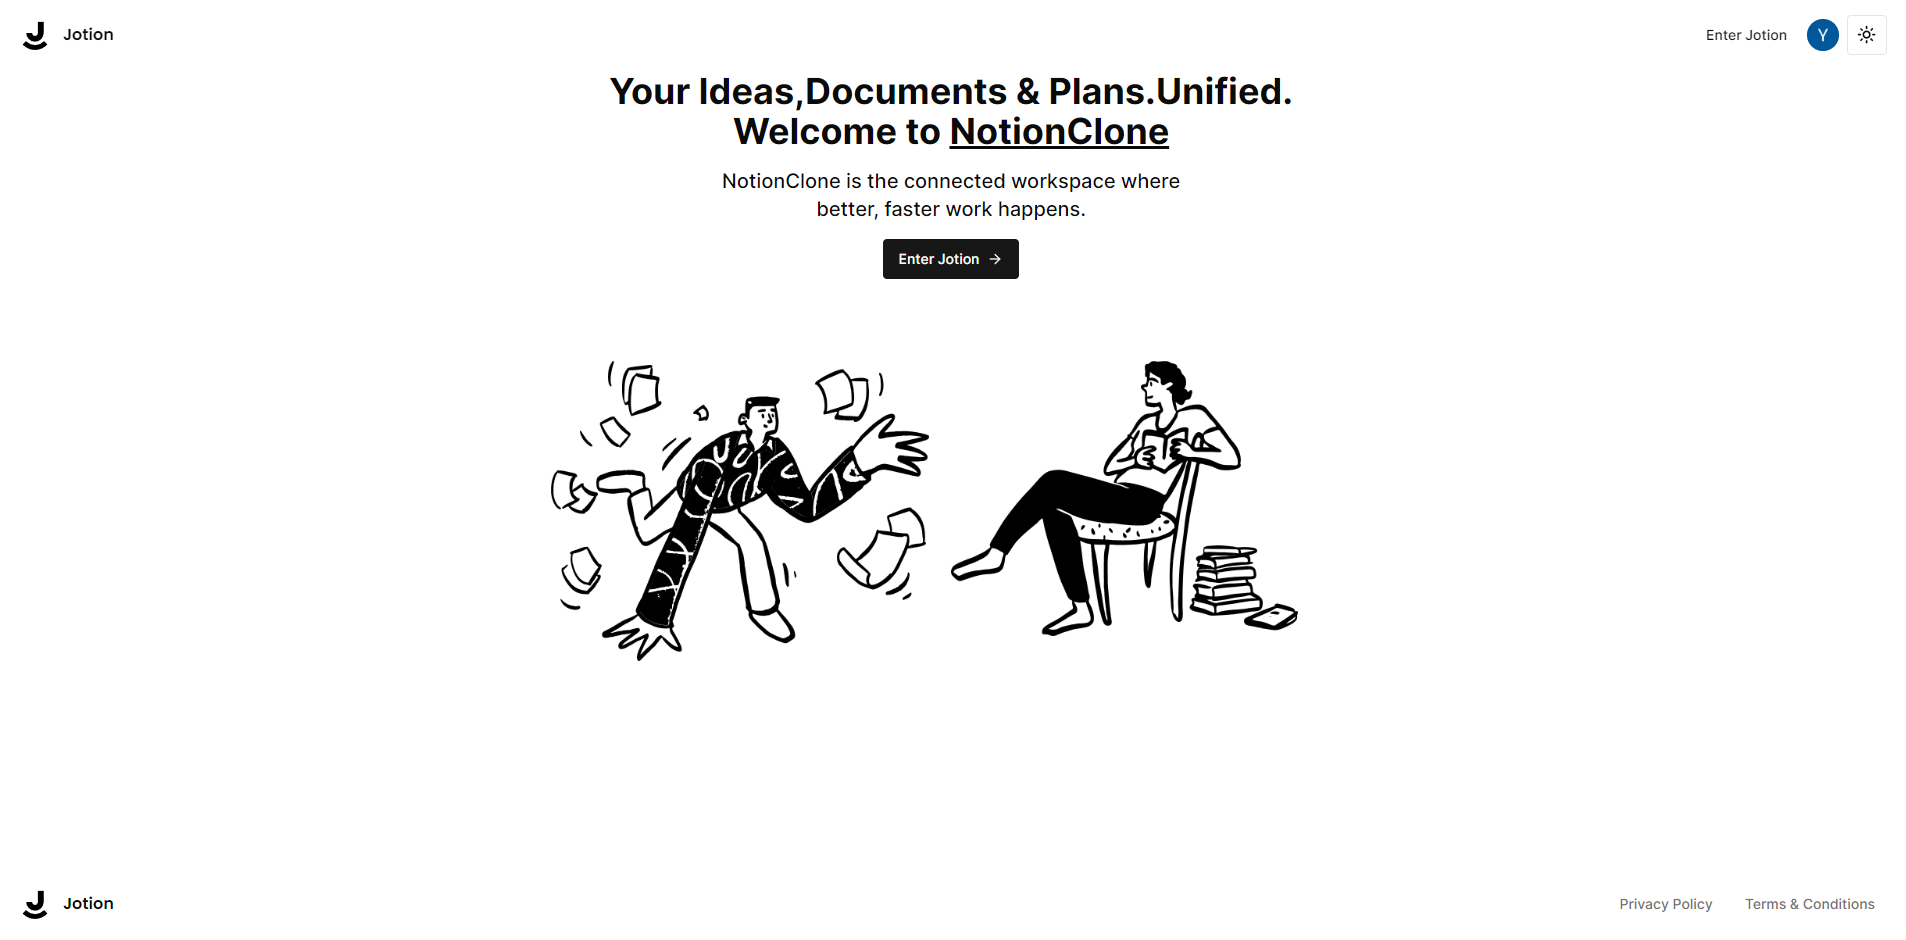 Jotion
Enter Jotion
Y
Your Ideas,Documents & Plans.Unified.
Welcome to NotionClone
NotionClone is the connected workspace where
better, faster work happens.
Enter Jotion
Jotion
Privacy Policy
Terms & Conditions